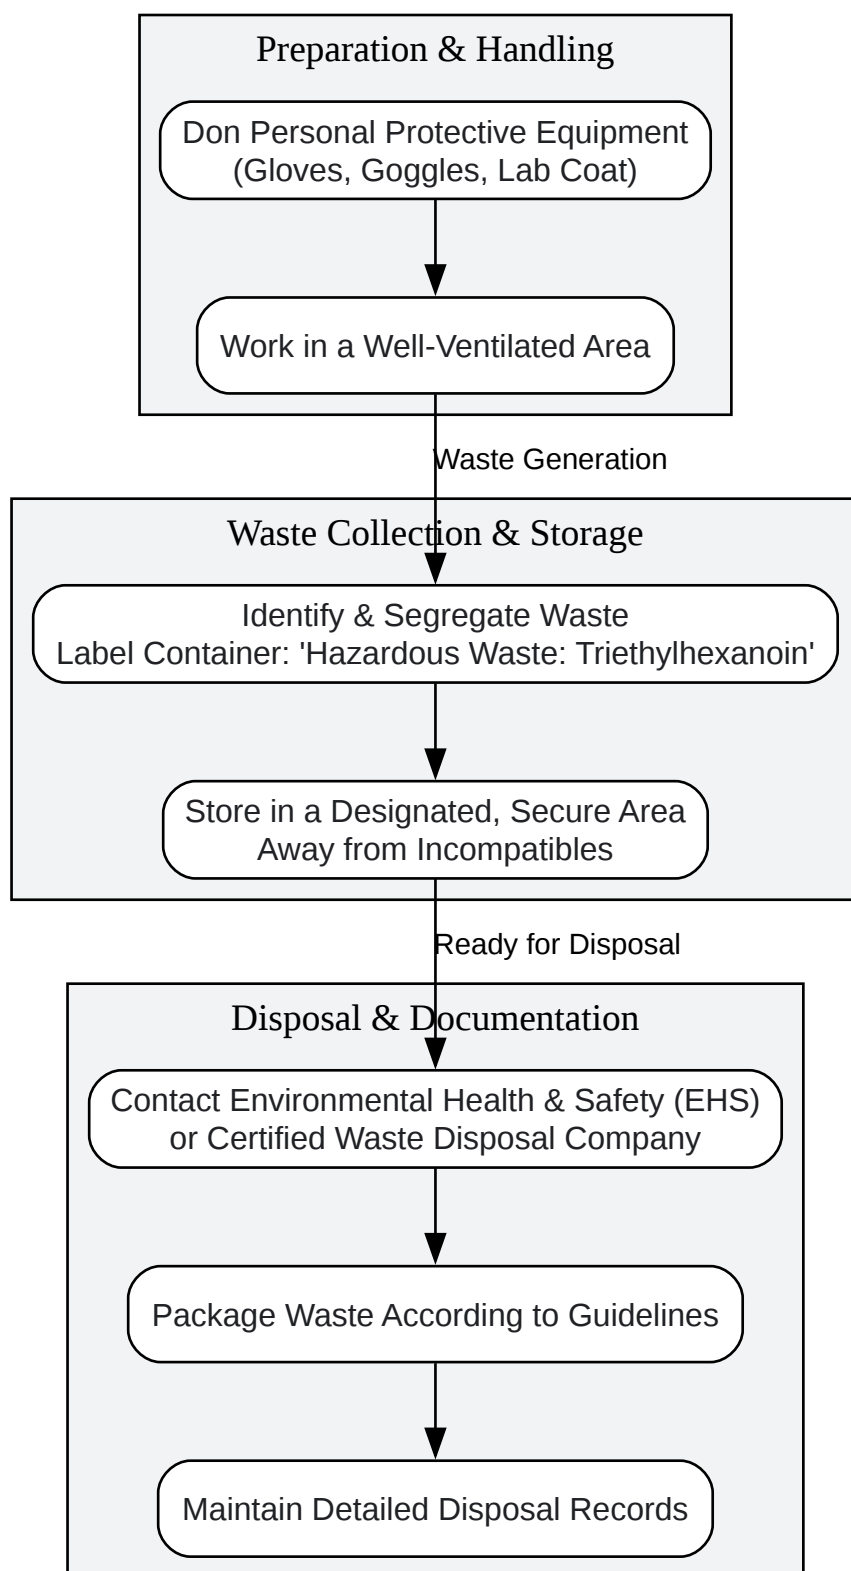 Preparation & Handling
Don Personal Protective Equipment
(Gloves, Goggles, Lab Coat)
Work in a Well-Ventilated Area
Waste Generation
Waste Collection & Storage
Identify & Segregate Waste
Label Container: 'Hazardous Waste: Triethylhexanoin'
Store in a Designated, Secure Area
Away from Incompatibles
Ready for Disposal
Disposal & Documentation
Contact Environmental Health & Safety (EHS)
or Certified Waste Disposal Company
Package Waste According to Guidelines
Maintain Detailed Disposal Records